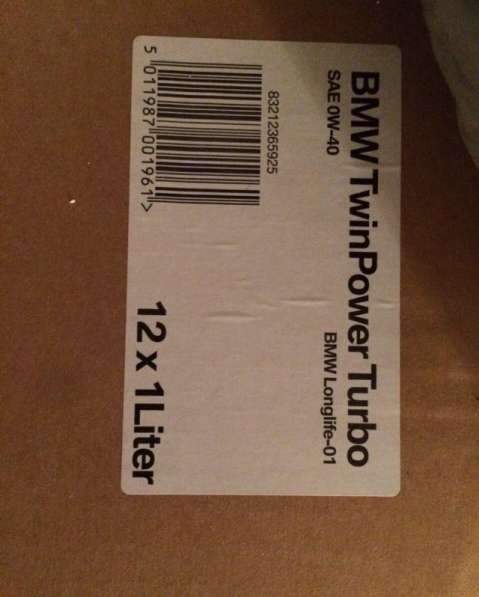 BMW TwinPower Turbo
SAE 0W-40
BMW Longlife-01
83212365925
5 011987 001961 >
12 x 1Liter